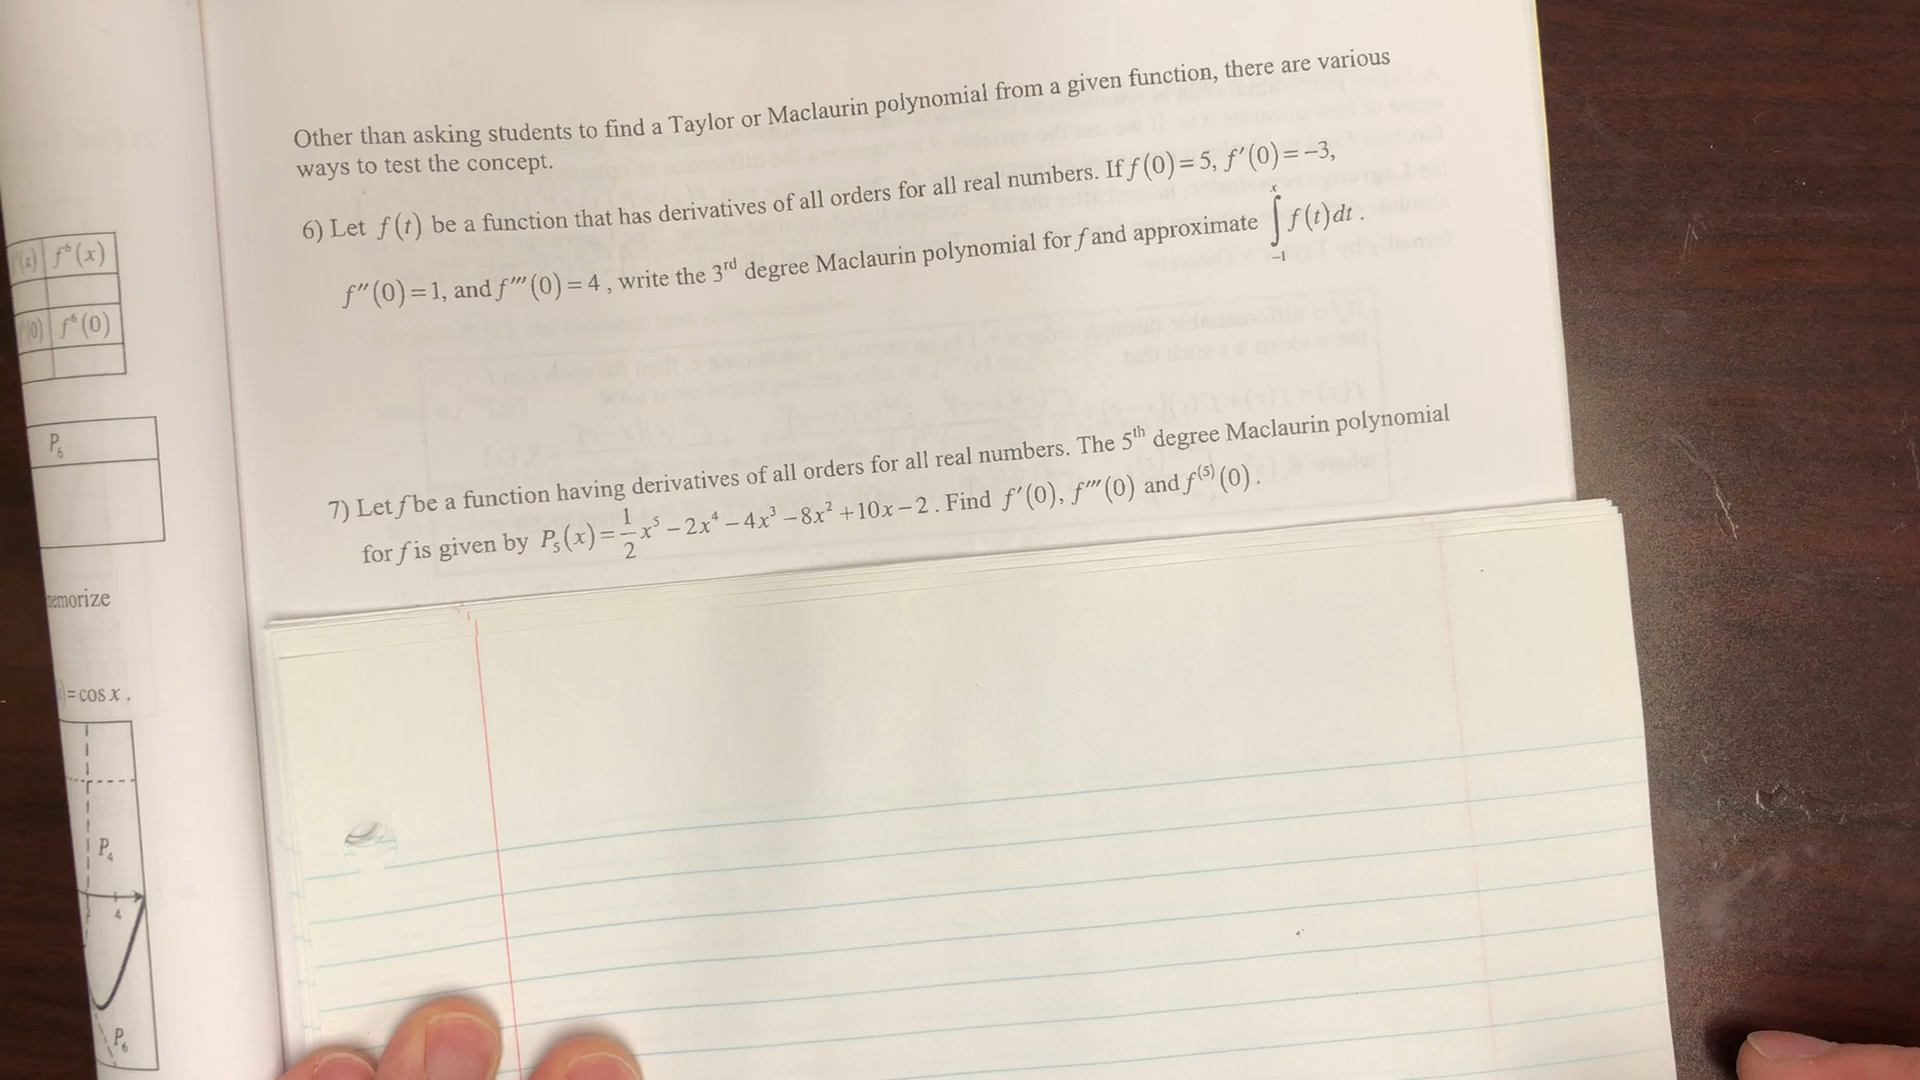 Other than asking students to find a Taylor or Maclaurin polynomial from a given function, there are various
ways to test the concept.
6) Let f(t) be a function that has derivatives of all orders for all real numbers. If f(0)=5, f′(0)=−3,
f″(0)=1, and f‴(0)=4, write the 3rd degree Maclaurin polynomial for f and approximate ∫₋₁ˣ f(t)dt.
7) Let f be a function having derivatives of all orders for all real numbers. The 5th degree Maclaurin polynomial
for f is given by P₅(x)=1/2x⁵−2x⁴−4x³−8x²+10x−2. Find f′(0), f‴(0) and f⁽⁵⁾(0).
(x) f⁶(x)
(0) f⁶(0)
P₆
= cos x.
P₄
4
P₆